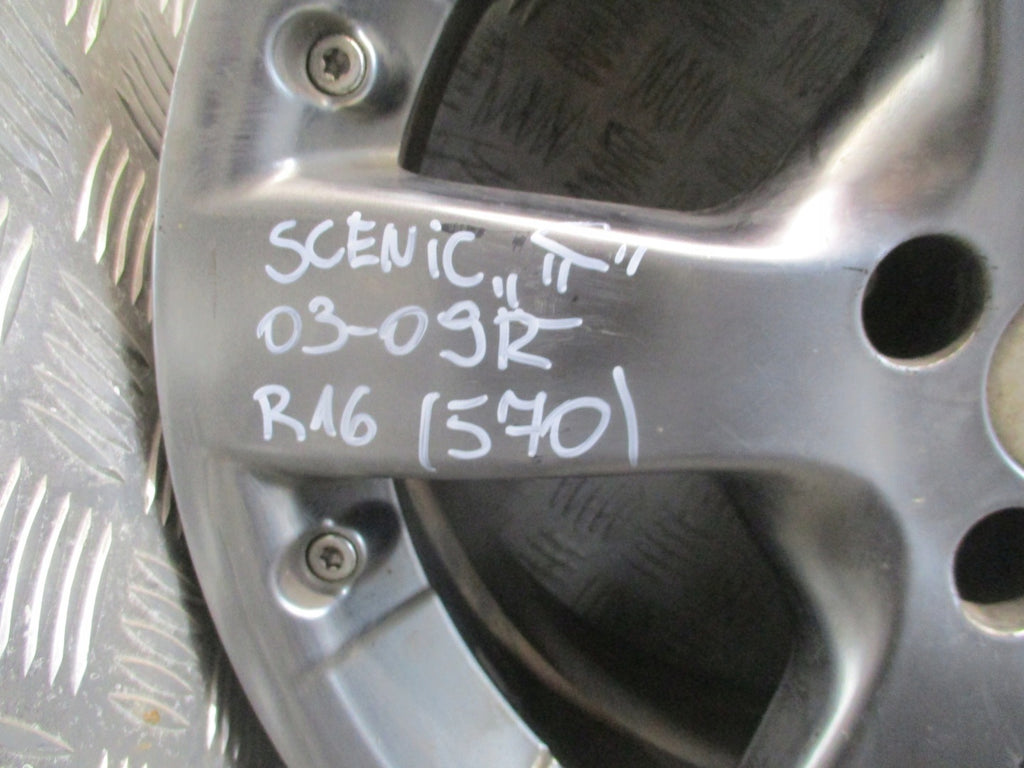 SCENiC „II”
03-09R
R16 (570)